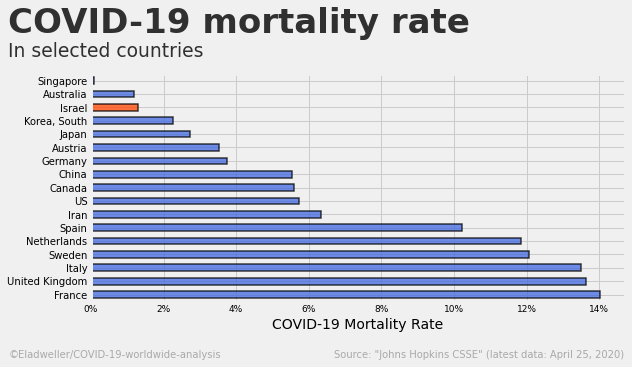 COVID-19 mortality rate
In selected countries
Singapore
Australia
Israel
Korea, South
Japan
Austria
Germany
China
Canada
US
Iran
Spain
Netherlands
Sweden
Italy
United Kingdom
France
0% 2% 4% 6% 8% 10% 12% 14%
COVID-19 Mortality Rate
©Eladweller/COVID-19-worldwide-analysis Source: "Johns Hopkins CSSE" (latest data: April 25, 2020)